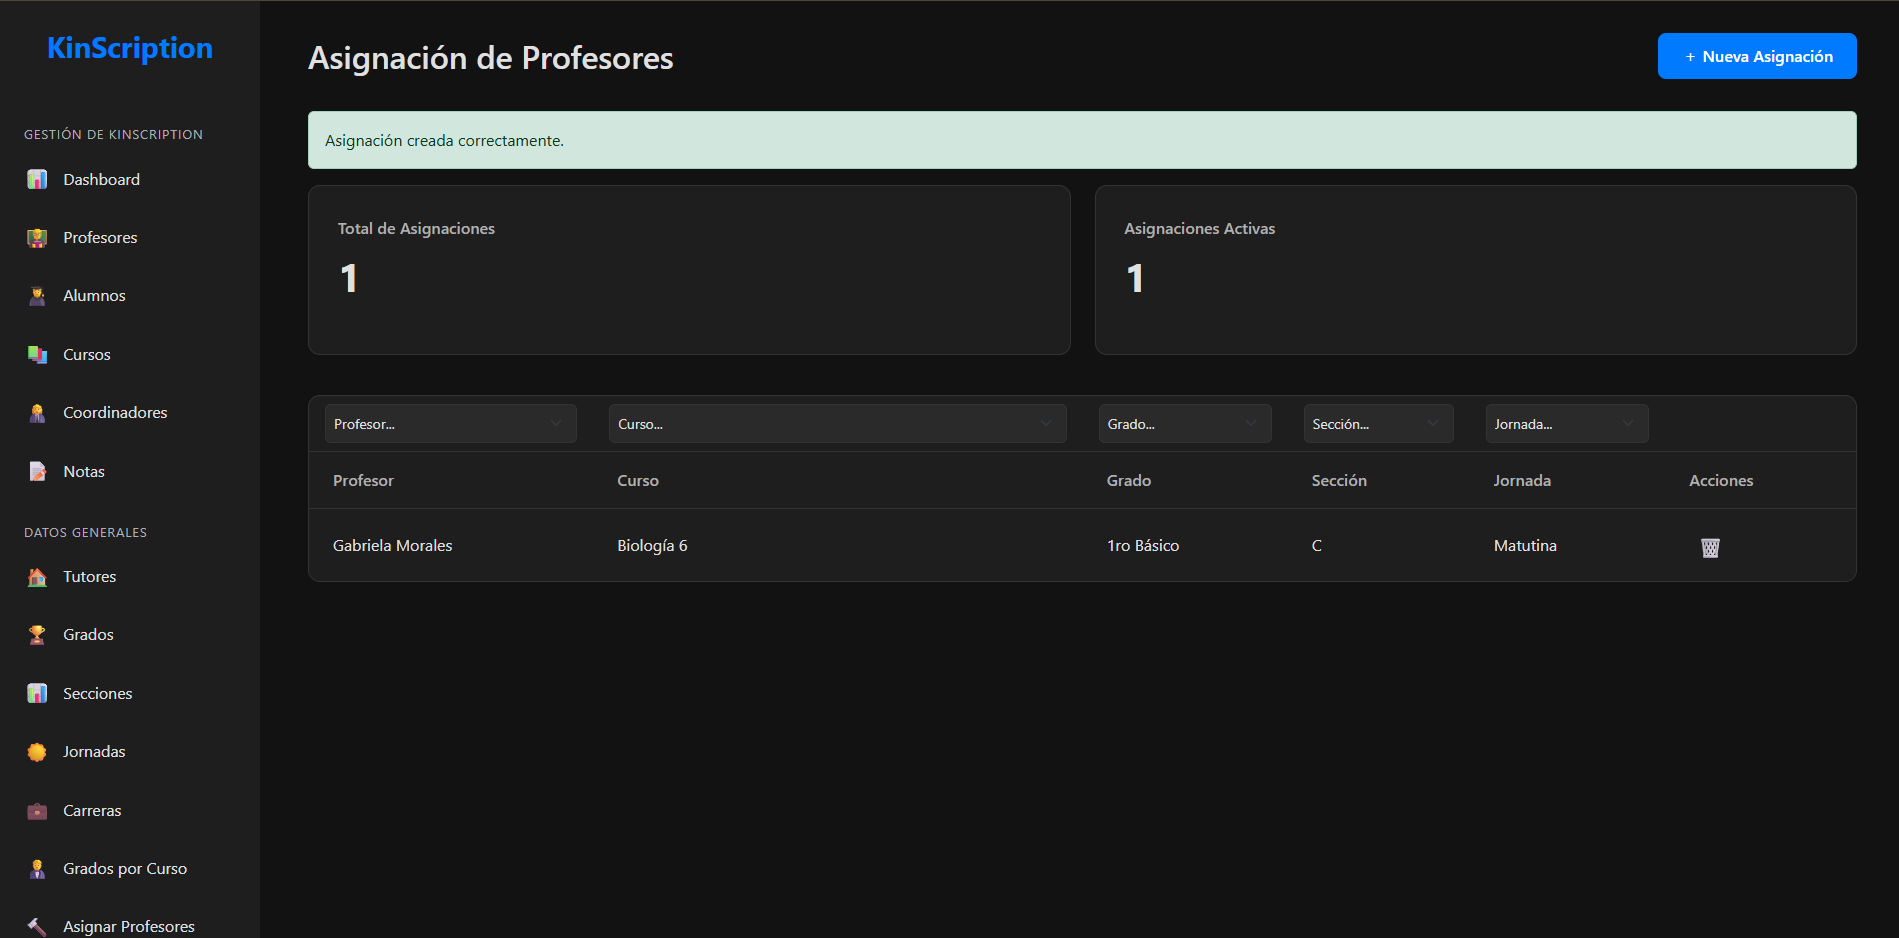 KinScription
GESTIÓN DE KINSCRIPTION
Dashboard
Profesores
Alumnos
Cursos
Coordinadores
Notas
DATOS GENERALES
Tutores
Grados
Secciones
Jornadas
Carreras
Grados por Curso
Asignar Profesores
Asignación de Profesores
+ Nueva Asignación
Asignación creada correctamente.
Total de Asignaciones
1
Asignaciones Activas
1
Profesor... Curso... Grado... Sección... Jornada...
Profesor Curso Grado Sección Jornada Acciones
Gabriela Morales Biología 6 1ro Básico C Matutina